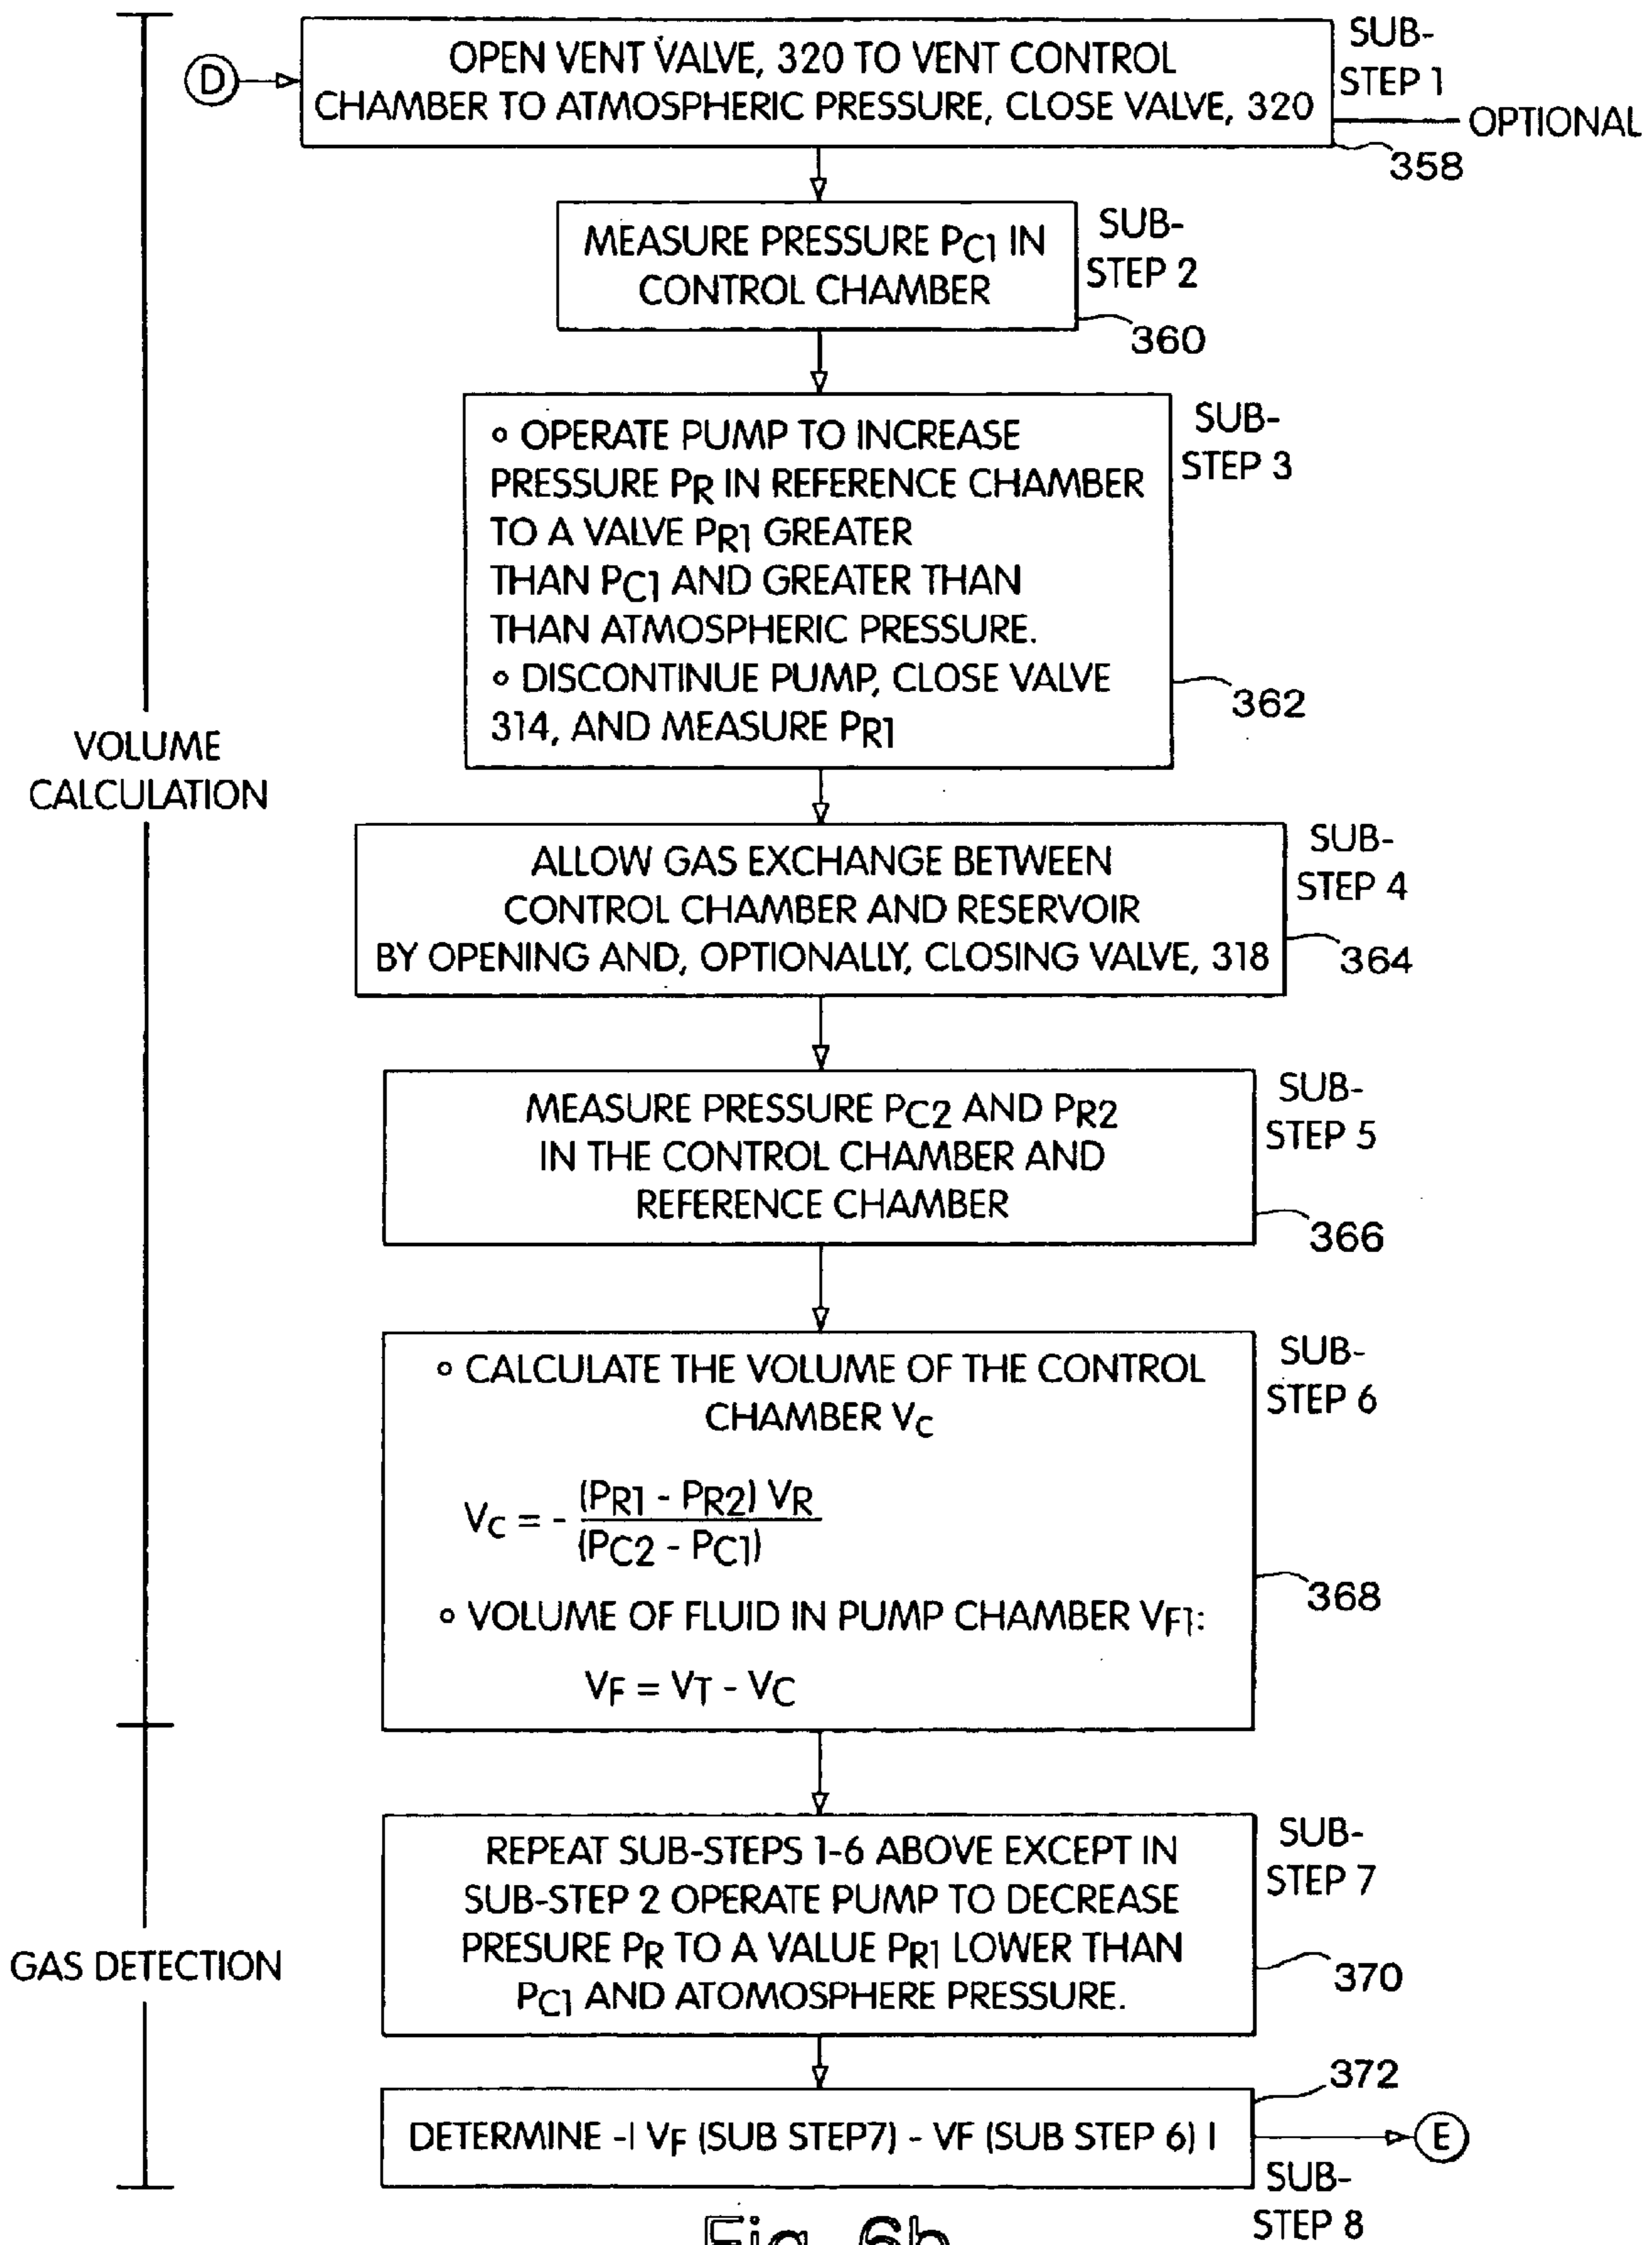 D
OPEN VENT VALVE, 320 TO VENT CONTROL
CHAMBER TO ATMOSPHERIC PRESSURE, CLOSE VALVE, 320
SUB-
STEP 1
OPTIONAL
358
MEASURE PRESSURE PC1 IN
CONTROL CHAMBER
SUB-
STEP 2
360
o OPERATE PUMP TO INCREASE
PRESSURE PR IN REFERENCE CHAMBER
TO A VALVE PR1 GREATER
THAN PC1 AND GREATER THAN
THAN ATMOSPHERIC PRESSURE.
o DISCONTINUE PUMP, CLOSE VALVE
314, AND MEASURE PR1
SUB-
STEP 3
362
VOLUME
CALCULATION
ALLOW GAS EXCHANGE BETWEEN
CONTROL CHAMBER AND RESERVOIR
BY OPENING AND, OPTIONALLY, CLOSING VALVE, 318
SUB-
STEP 4
364
MEASURE PRESSURE PC2 AND PR2
IN THE CONTROL CHAMBER AND
REFERENCE CHAMBER
SUB-
STEP 5
366
o CALCULATE THE VOLUME OF THE CONTROL
CHAMBER VC
VC = - (PR1 - PR2) VR
(PC2 - PC1)
o VOLUME OF FLUID IN PUMP CHAMBER VF1:
VF = VT - VC
SUB-
STEP 6
368
REPEAT SUB-STEPS 1-6 ABOVE EXCEPT IN
SUB-STEP 2 OPERATE PUMP TO DECREASE
PRESURE PR TO A VALUE PR1 LOWER THAN
PC1 AND ATOMOSPHERE PRESSURE.
SUB-
STEP 7
370
GAS DETECTION
DETERMINE -| VF (SUB STEP7) - VF (SUB STEP 6) |
372
E
SUB-
STEP 8
Fig. 6b